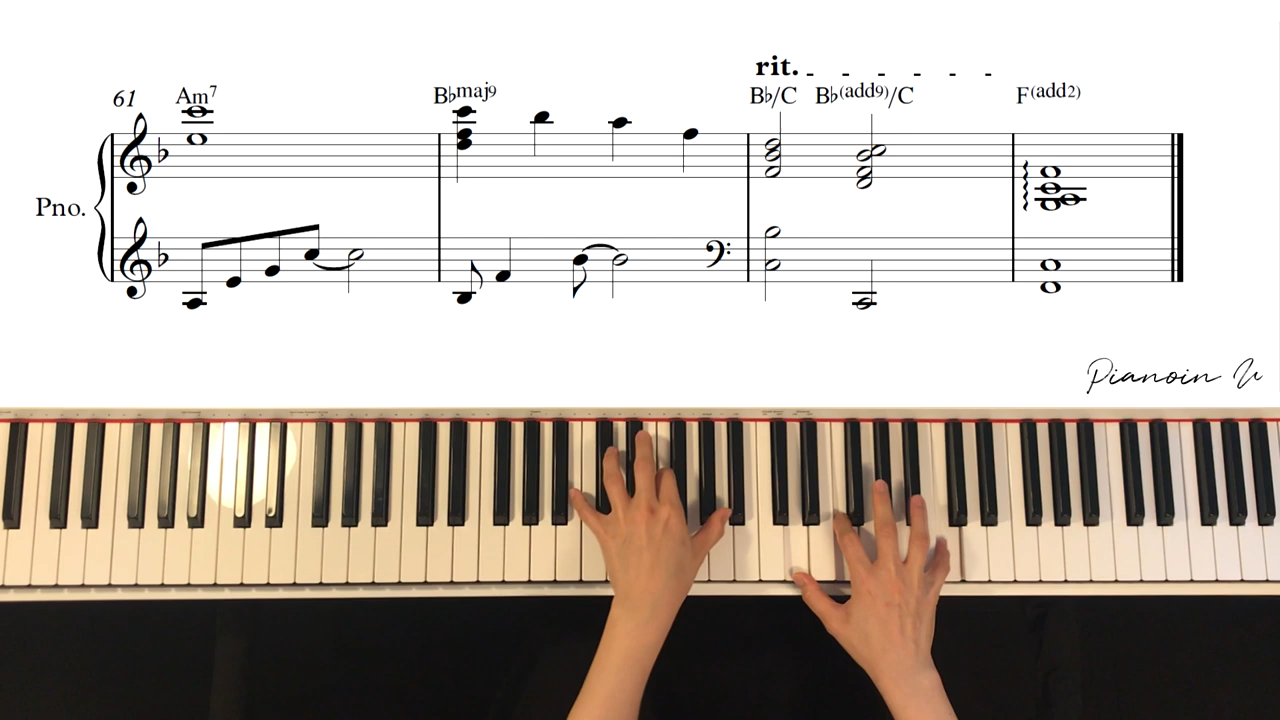 rit. - - - - - -
61 Am7 B♭maj9 B♭/C B♭(add9)/C F(add2)
Pno.
Pianoin U